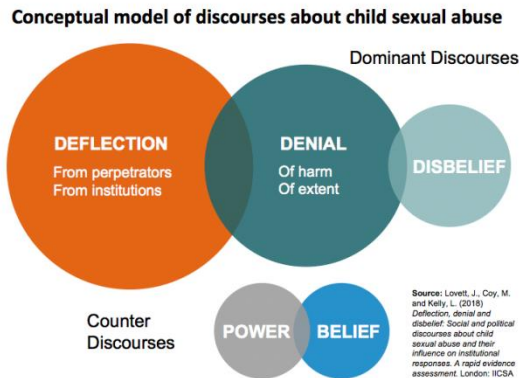 Conceptual model of discourses about child sexual abuse
Dominant Discourses
DEFLECTION
From perpetrators
From institutions
DENIAL
Of harm
Of extent
DISBELIEF
Counter
Discourses
POWER
BELIEF
Source: Lovett, J., Coy, M.
and Kelly, L. (2018)
Deflection, denial and
disbelief: Social and political
discourses about child
sexual abuse and their
influence on institutional
responses. A rapid evidence
assessment. London: IICSA